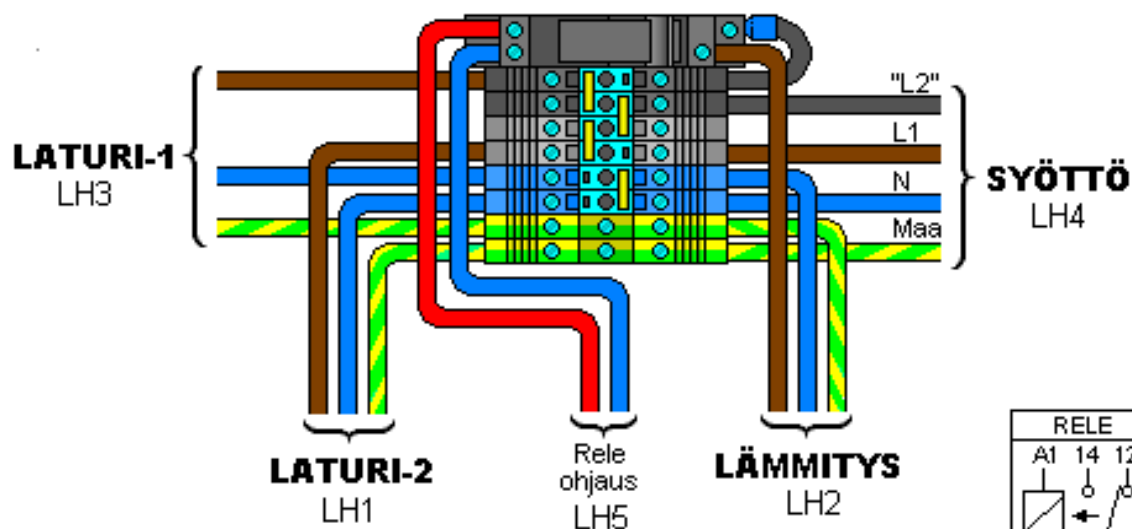 LATURI-1
LH3
"L2"
L1
N
Maa
SYÖTTÖ
LH4
LATURI-2
LH1
Rele
ohjaus
LH5
LÄMMITYS
LH2
RELE
A1 14 12